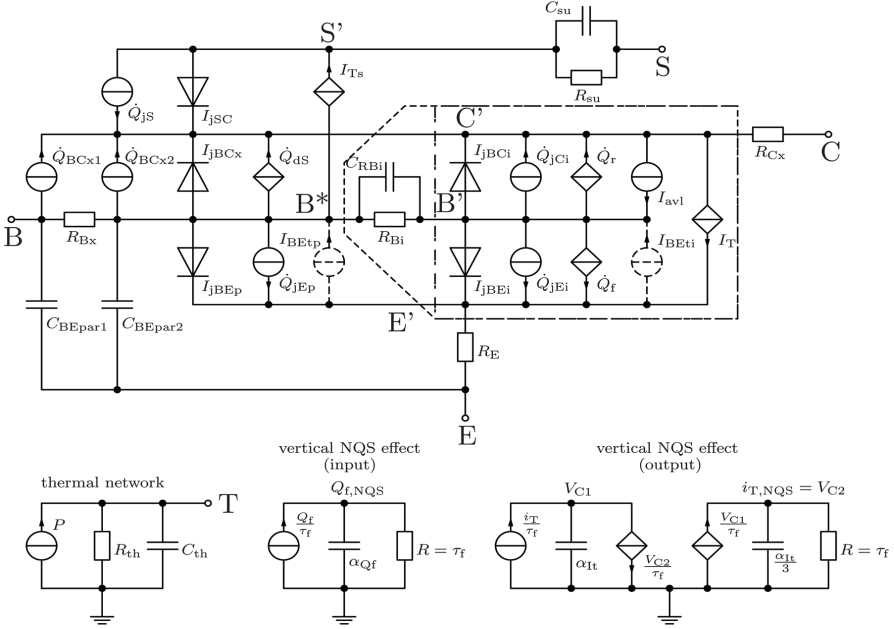 C_su
S'
S
I_Ts
R_su
Q̇_jS
I_jSC
C'
Q̇_BCx1
Q̇_BCx2
I_jBCx
Q̇_dS
C_RBi
I_jBCi
Q̇_jCi
Q̇_r
R_Cx
C
B*
B'
I_avl
B
R_Bx
I_BEtp
R_Bi
I_BEti
I_T
I_jBEp
Q̇_jEp
I_jBEi
Q̇_jEi
Q̇_f
C_BEpar1
C_BEpar2
E'
R_E
E
vertical NQS effect
(input)
vertical NQS effect
(output)
thermal network
Q_f,NQS
V_C1
i_T,NQS = V_C2
T
P
R_th
C_th
Q_f/τ_f
α_Qf
R = τ_f
i_T/τ_f
α_It
V_C2/τ_f
V_C1/τ_f
α_It/3
R = τ_f